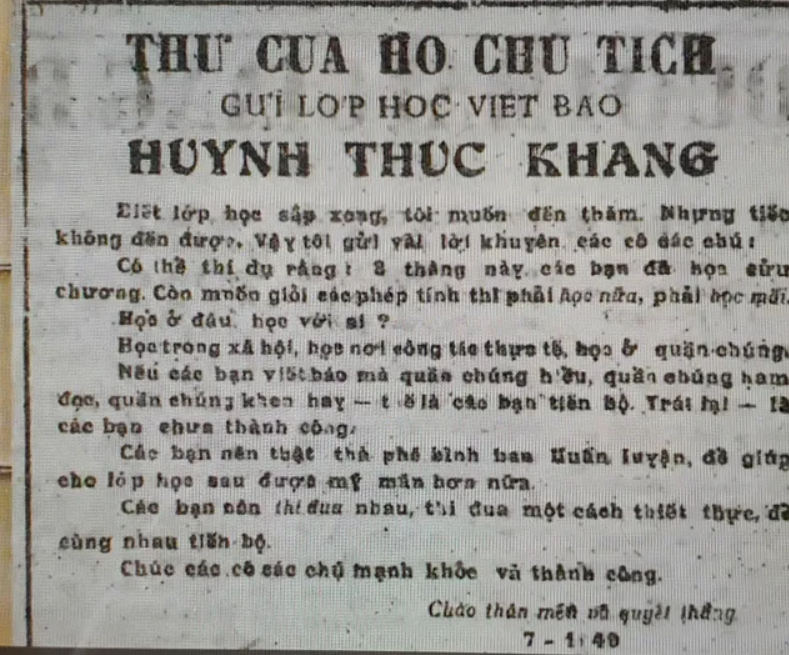 THƯ CỦA HỒ CHỦ TỊCH
GỬI LỚP HỌC VIẾT BÁO
HUỲNH THÚC KHÁNG
Biết lớp học sắp xong, tôi muốn đến thăm. Nhưng tiếc
không đến được. Vậy tôi gửi vài lời khuyên các cô các chú:
Có thể thí dụ rằng: 3 tháng này các bạn đã học cửu
chương. Còn muốn giỏi các phép tính thì phải học nữa, phải học mãi.
Học ở đâu, học với ai?
Học trong xã hội, học nơi công tác thực tế, học ở quần chúng.
Nếu các bạn viết báo mà quần chúng hiểu, quần chúng ham
đọc, quần chúng khen hay — thế là các bạn tiến bộ. Trái lại — là
các bạn chưa thành công.
Các bạn nên thật thà phê bình ban Huấn luyện, để giúp
cho lớp học sau được mỹ mãn hơn nữa.
Các bạn nên thi đua nhau, thi đua một cách thiết thực, để
cùng nhau tiến bộ.
Chúc các cô các chú mạnh khỏe và thành công.
Chào thân mến và quyết thắng
7 - 1949